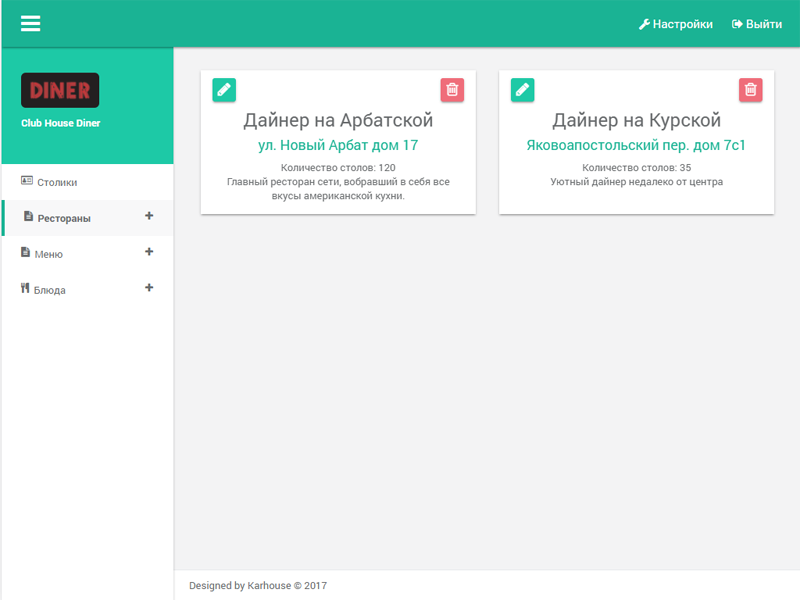 Настройки
Выйти
DINER
Club House Diner
Столики
Рестораны
Меню
Блюда
Дайнер на Арбатской
ул. Новый Арбат дом 17
Количество столов: 120
Главный ресторан сети, вобравший в себя все
вкусы американской кухни.
Дайнер на Курской
Яковоапостольский пер. дом 7с1
Количество столов: 35
Уютный дайнер недалеко от центра
Designed by Karhouse © 2017